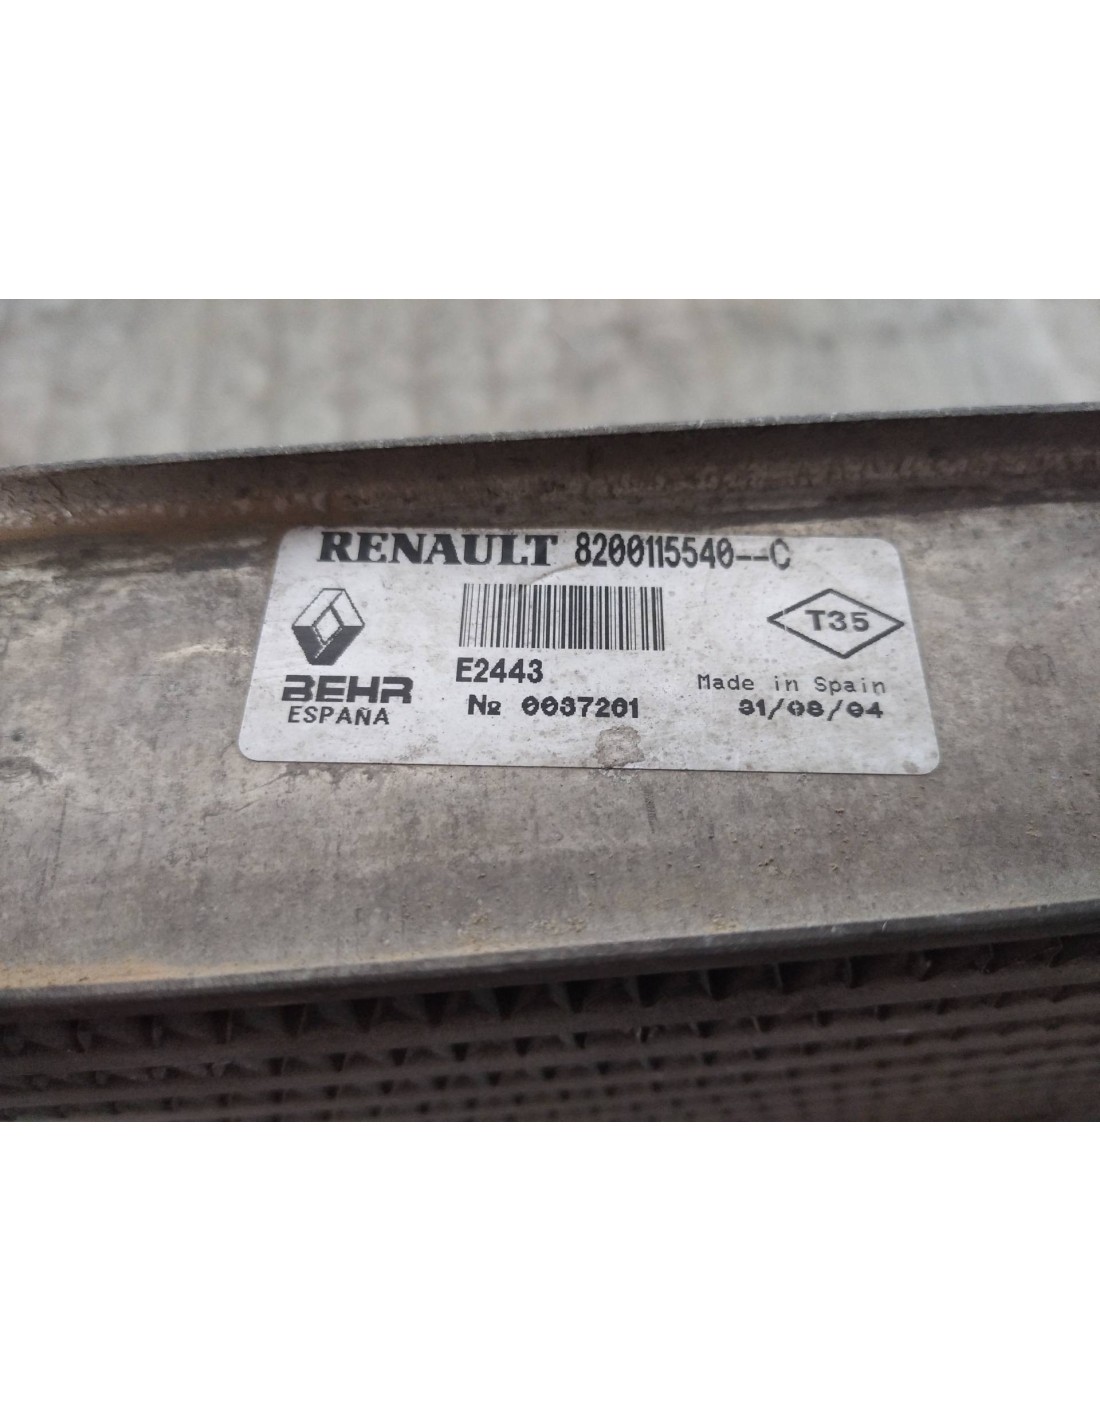 RENAULT 8200115540--C
T35
E2443
BEHR
ESPAÑA
Made in Spain
Nº 0037201
31/08/04